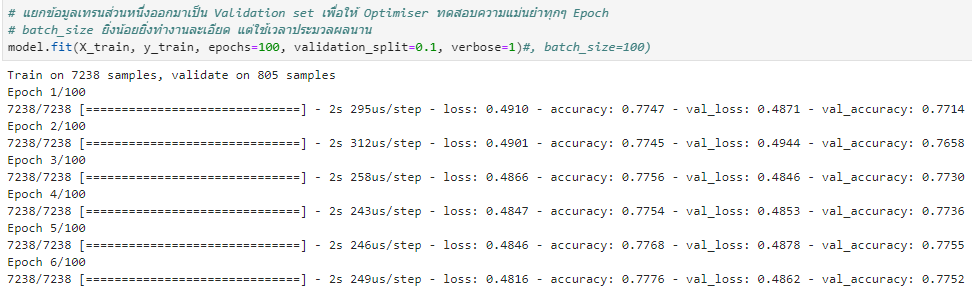 # แยกข้อมูลเทรนส่วนหนึ่งออกมาเป็น Validation set เพื่อให้ Optimiser ทดสอบความแม่นยำทุกๆ Epoch
# batch_size ยิ่งน้อยยิ่งทำงานละเอียด แต่ใช้เวลาประมวลผลนาน
model.fit(X_train, y_train, epochs=100, validation_split=0.1, verbose=1)#, batch_size=100)
Train on 7238 samples, validate on 805 samples
Epoch 1/100
7238/7238 [==============================] - 2s 295us/step - loss: 0.4910 - accuracy: 0.7747 - val_loss: 0.4871 - val_accuracy: 0.7714
Epoch 2/100
7238/7238 [==============================] - 2s 312us/step - loss: 0.4901 - accuracy: 0.7745 - val_loss: 0.4944 - val_accuracy: 0.7658
Epoch 3/100
7238/7238 [==============================] - 2s 258us/step - loss: 0.4866 - accuracy: 0.7756 - val_loss: 0.4846 - val_accuracy: 0.7730
Epoch 4/100
7238/7238 [==============================] - 2s 243us/step - loss: 0.4847 - accuracy: 0.7754 - val_loss: 0.4853 - val_accuracy: 0.7736
Epoch 5/100
7238/7238 [==============================] - 2s 246us/step - loss: 0.4846 - accuracy: 0.7768 - val_loss: 0.4878 - val_accuracy: 0.7755
Epoch 6/100
7238/7238 [==============================] - 2s 249us/step - loss: 0.4816 - accuracy: 0.7776 - val_loss: 0.4862 - val_accuracy: 0.7752